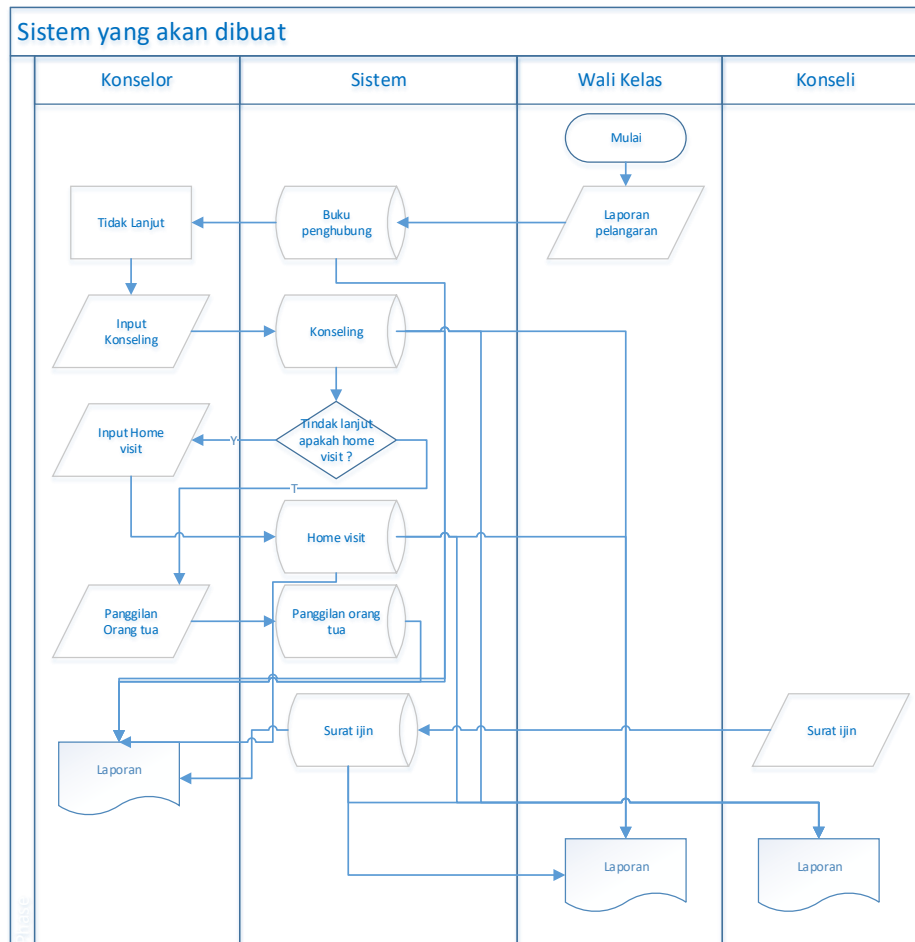 Sistem yang akan dibuat
Konselor
Sistem
Wali Kelas
Konseli
Mulai
Tidak Lanjut
Buku
penghubung
Laporan
pelangaran
Input
Konseling
Konseling
Input Home
visit
Y
Tindak lanjut
apakah home
visit ?
T
Home visit
Panggilan
Orang tua
Panggilan orang
tua
Surat ijin
Surat ijin
Laporan
Laporan
Laporan
Phase